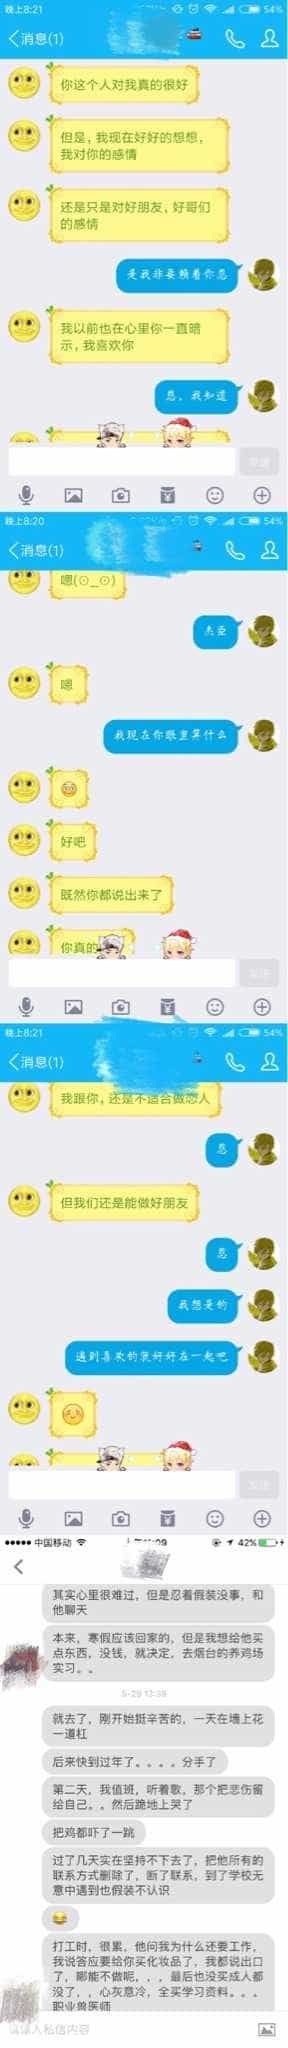 晚上8:21
54%
消息(1)
你这个人对我真的很好
但是，我现在好好的想想，
我对你的感情
还是只是对好朋友，好哥们
的感情
是我非要赖着你忽
我以前也在心里你一直暗
示，我喜欢你
忽，我知道
发送
晚上8:20
54%
消息(1)
嗯(⊙_⊙)
杰臣
嗯
我现在你眼里算什么
好吧
既然你都说出来了
你真的
发送
晚上8:21
54%
消息(1)
我跟你，还是不适合做恋人
忽
但我们还是能做好朋友
忽
我想是的
遇到喜欢的就好好在一起吧
发送
中国移动
42%
其实心里很难过，但是忍着假装没事，和
他聊天
本来，寒假应该回家的，但是我想给他买
点东西，没钱，就决定，去烟台的养鸡场
实习。。
5-29 13:39
就去了，刚开始挺辛苦的，一天在墙上花
一道杠
后来快到过年了。。。。分手了
第二天，我值班，听着歌，那个把悲伤留
给自己。。然后跪地上哭了
把鸡都吓了一跳
过了几天实在坚持不下去了，把他所有的
联系方式删除了，断了联系，到了学校无
意中遇到也假装不认识
打工时，很累，他问我为什么还要工作，
我说答应要给你买化妆品了，我都说出口
了，哪能不做呢，，，最后也没买成人都
没了，，心灰意冷，全买学习资料。。。
职业兽医师
请输入私信内容